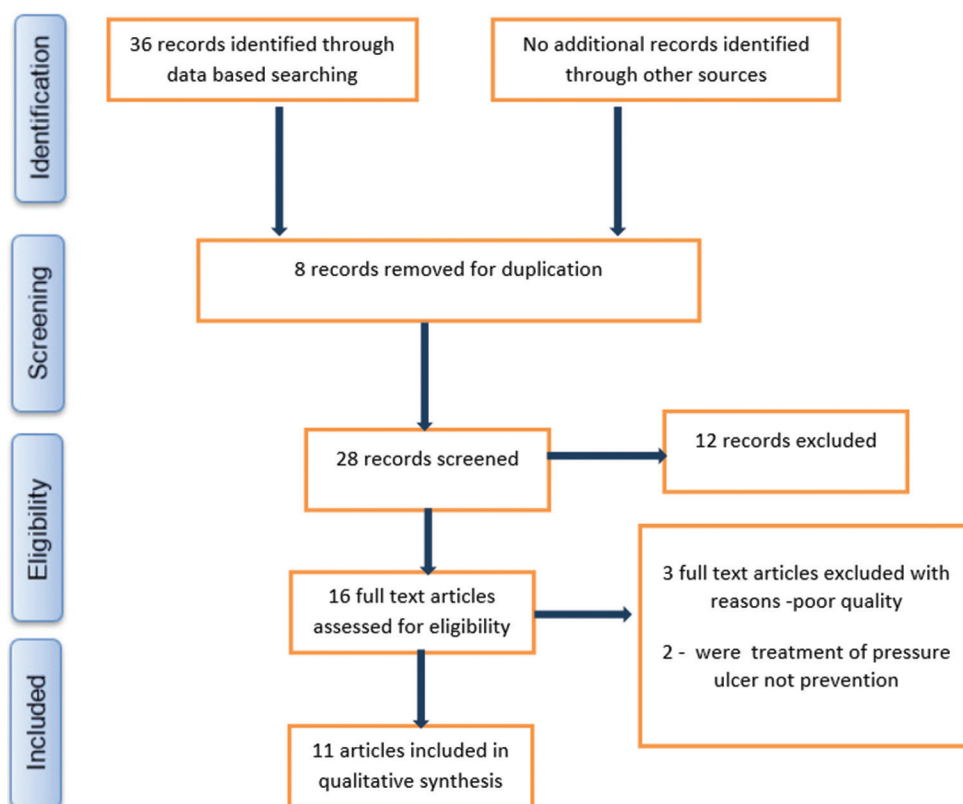 Identification
36 records identified through
data based searching
No additional records identified
through other sources
Screening
8 records removed for duplication
Eligibility
28 records screened
12 records excluded
16 full text articles
assessed for eligibility
3 full text articles excluded with
reasons -poor quality
2 - were treatment of pressure
ulcer not prevention
Included
11 articles included in
qualitative synthesis